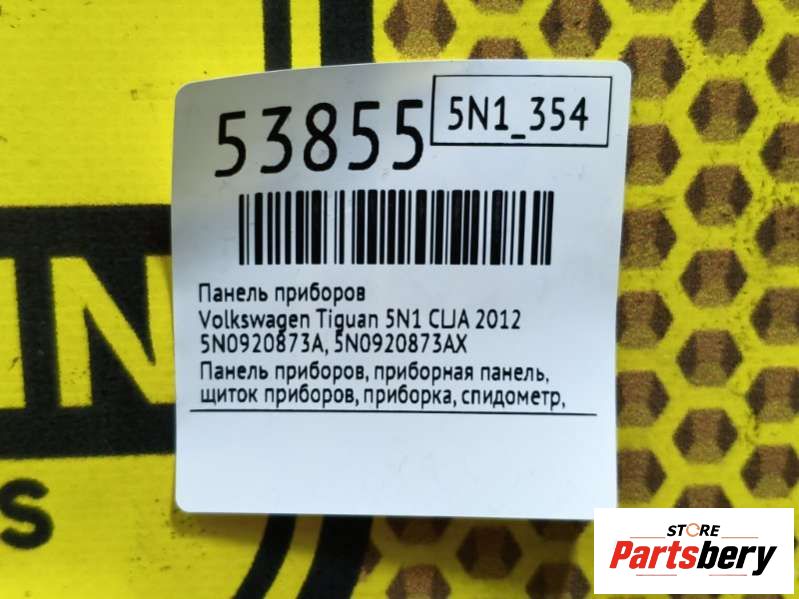 53855
5N1_354
Панель приборов
Volkswagen Tiguan 5N1 CLJA 2012
5N0920873A, 5N0920873AX
Панель приборов, приборная панель,
щиток приборов, приборка, спидометр,
IN
S
STORE
Partsbery